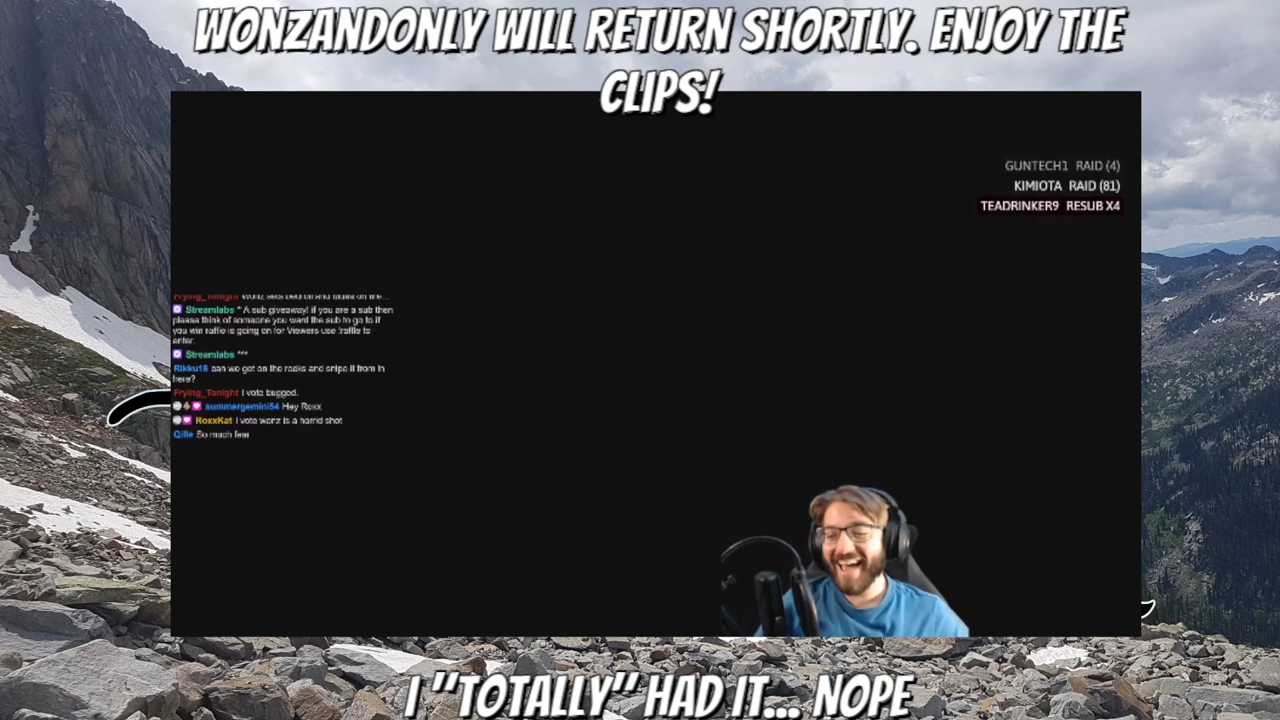 WONZANDONLY WILL RETURN SHORTLY. ENJOY THE
CLIPS!
GUNTECH1 RAID (4)
KIMIOTA RAID (81)
TEADRINKER9 RESUB X4
Frying_Tonight
Streamlabs * A sub giveaway! if you are a sub then
please think of someone you want the sub to go to if
you win raffle is going on for Viewers use !raffle to
enter.
Streamlabs ***
Rikku16 can we get on the rocks and snipe it from in
here?
Frying_Tonight I vote bugged.
summergemini54 Hey Roxx
RoxxKat I vote wonz is a horrid shot
Qille So much fear
I "TOTALLY" HAD IT... NOPE